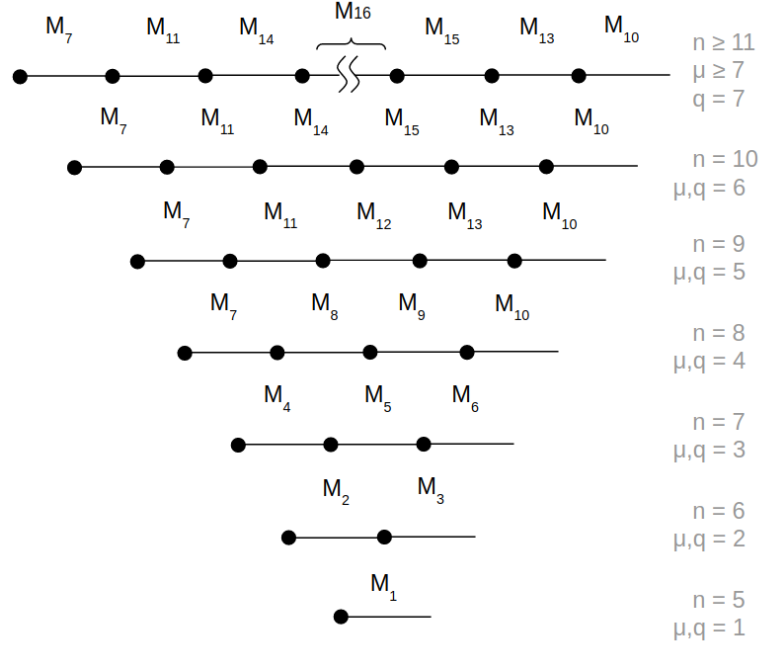 M16
M7 M11 M14 M15 M13 M10
n ≥ 11
μ ≥ 7
q = 7
M7 M11 M14 M15 M13 M10
n = 10
μ,q = 6
M7 M11 M12 M13 M10
n = 9
μ,q = 5
M7 M8 M9 M10
n = 8
μ,q = 4
M4 M5 M6
n = 7
μ,q = 3
M2 M3
n = 6
μ,q = 2
M1
n = 5
μ,q = 1